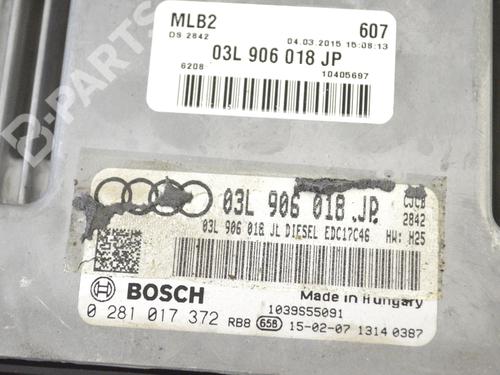 MLB2 607
DS 2842 04.03.2015 15:08:13
03L 906 018 JP
6208 10405697
03L 906 018 JP
CJCB
2842
03L 906 018 JL DIESEL EDC17C46 HW: H25
BOSCH
Made in Hungary
1039S55091
0 281 017 372 RB8 658 15-02-07 1314 0387